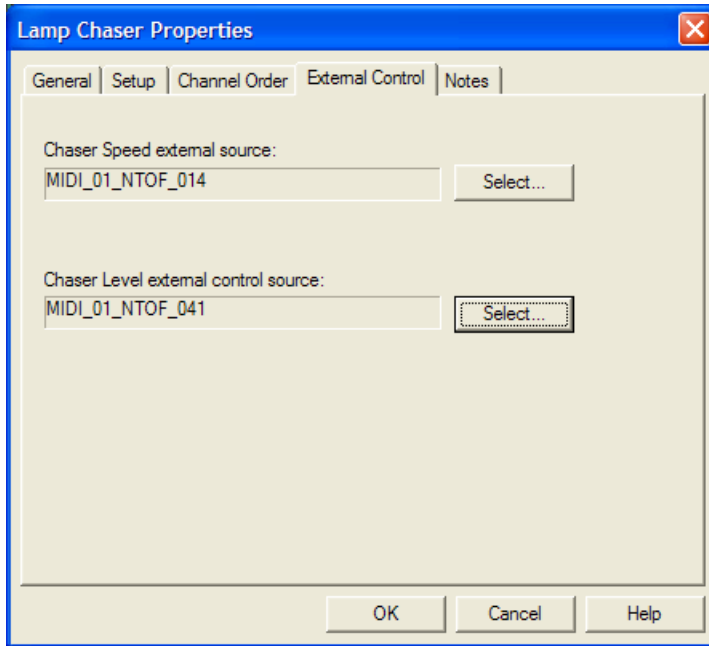 Lamp Chaser Properties
General Setup Channel Order External Control Notes
Chaser Speed external source:
MIDI_01_NTOF_014 Select...
Chaser Level external control source:
MIDI_01_NTOF_041 Select...
OK Cancel Help